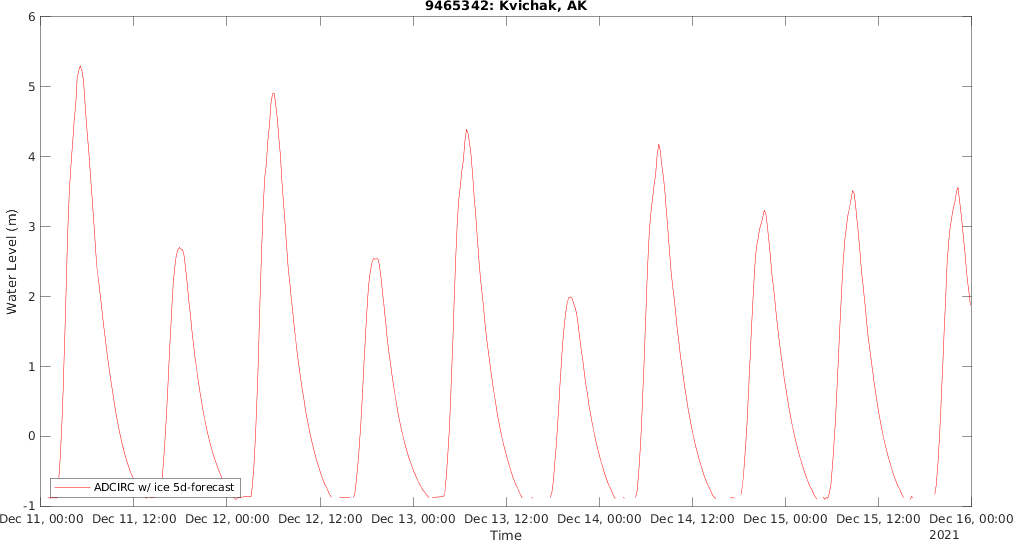 9465342: Kvichak, AK
6
5
4
3
2
1
0
-1
Water Level (m)
ADCIRC w/ ice 5d-forecast
Dec 11, 00:00 Dec 11, 12:00 Dec 12, 00:00 Dec 12, 12:00 Dec 13, 00:00 Dec 13, 12:00 Dec 14, 00:00 Dec 14, 12:00 Dec 15, 00:00 Dec 15, 12:00 Dec 16, 00:00
Time
2021